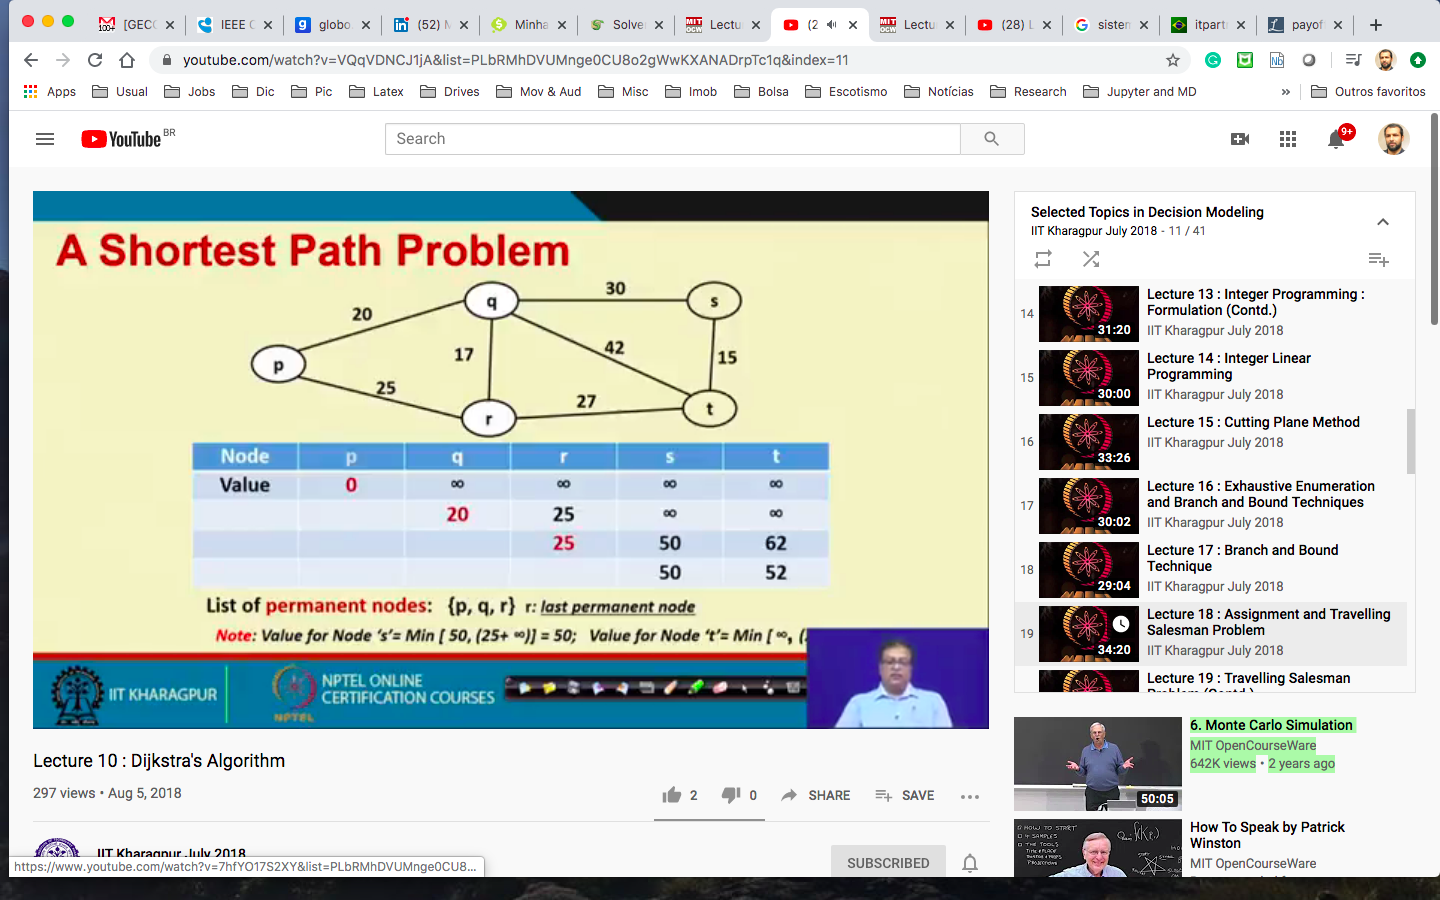 [GECC
IEEE C
globo.
(52) M
Minha
Solve
Lectu
(2
Lectu
(28) L
sistem
itpart
payof
youtube.com/watch?v=VQqVDNCJ1jA&list=PLbRMhDVUMnge0CU8o2gWwKXANADrpTc1q&index=11
Apps Usual Jobs Dic Pic Latex Drives Mov & Aud Misc Imob Bolsa Escotismo Notícias Research Jupyter and MD » Outros favoritos
YouTube BR
Search
9+
A Shortest Path Problem
p
q
r
s
t
20
25
17
30
42
15
27
Node p q r s t
Value 0 ∞ ∞ ∞ ∞
20 25 ∞ ∞
25 50 62
50 52
List of permanent nodes: {p, q, r} r: last permanent node
Note: Value for Node 's'= Min [ 50, (25+ ∞)] = 50; Value for Node 't'= Min [ ∞, (
IIT KHARAGPUR
NPTEL
NPTEL ONLINE
CERTIFICATION COURSES
Lecture 10 : Dijkstra's Algorithm
297 views • Aug 5, 2018
2
0
SHARE
SAVE
IIT Kharagpur July 2018
SUBSCRIBED
https://www.youtube.com/watch?v=7hfYO17S2XY&list=PLbRMhDVUMnge0CU8...
Selected Topics in Decision Modeling
IIT Kharagpur July 2018 - 11 / 41
14
31:20
Lecture 13 : Integer Programming :
Formulation (Contd.)
IIT Kharagpur July 2018
15
30:00
Lecture 14 : Integer Linear
Programming
IIT Kharagpur July 2018
16
33:26
Lecture 15 : Cutting Plane Method
IIT Kharagpur July 2018
17
30:02
Lecture 16 : Exhaustive Enumeration
and Branch and Bound Techniques
IIT Kharagpur July 2018
18
29:04
Lecture 17 : Branch and Bound
Technique
IIT Kharagpur July 2018
19
34:20
Lecture 18 : Assignment and Travelling
Salesman Problem
IIT Kharagpur July 2018
Lecture 19 : Travelling Salesman
Problem (Contd.)
50:05
6. Monte Carlo Simulation
MIT OpenCourseWare
642K views • 2 years ago
How To Speak by Patrick
Winston
MIT OpenCourseWare